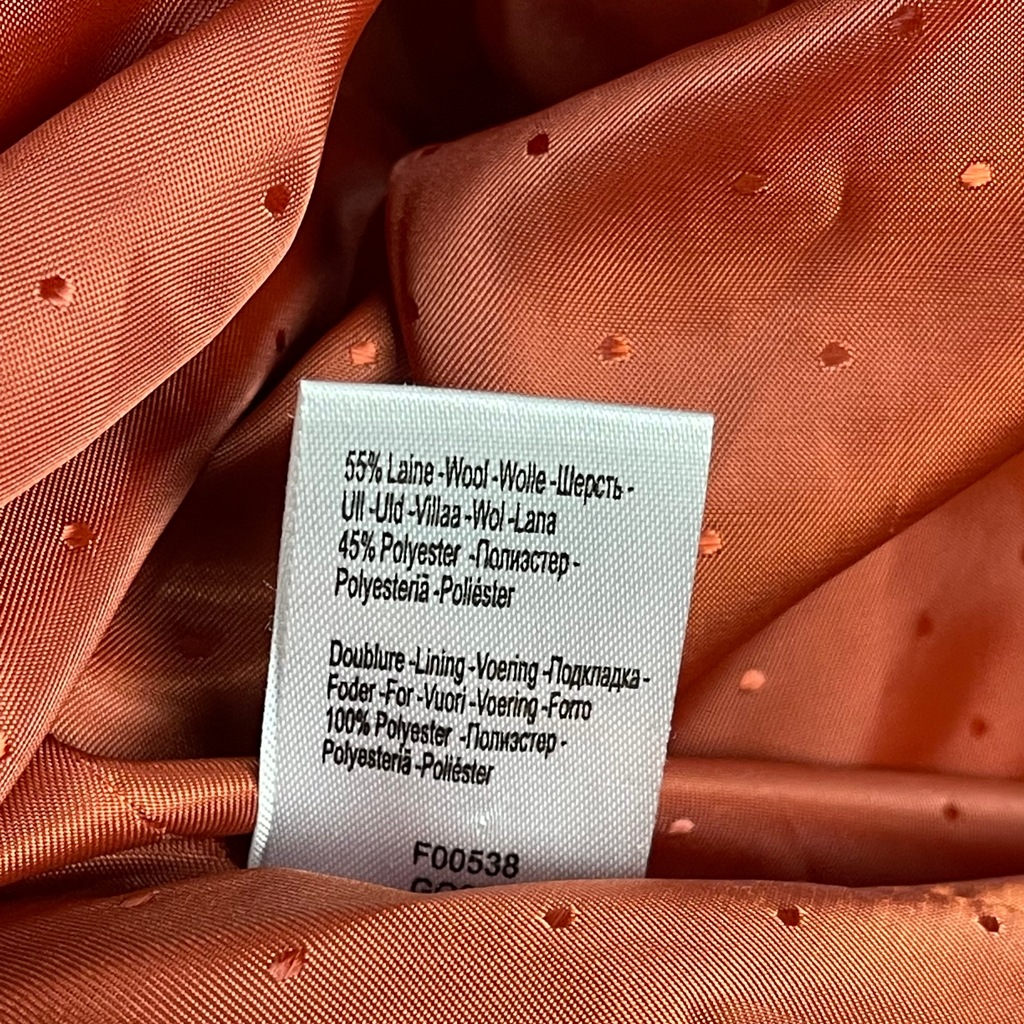 55% Laine -Wool -Wolle -Шерсть -
Ull -Uld -Villaa -Wol -Lana
45% Polyester -Полиэстер -
Polyesteriä -Poliéster
Doublure -Lining -Voering -Подкладка -
Foder -For -Vuori -Voering -Forro
100% Polyester -Полиэстер -
Polyesteriä -Poliéster
F00538